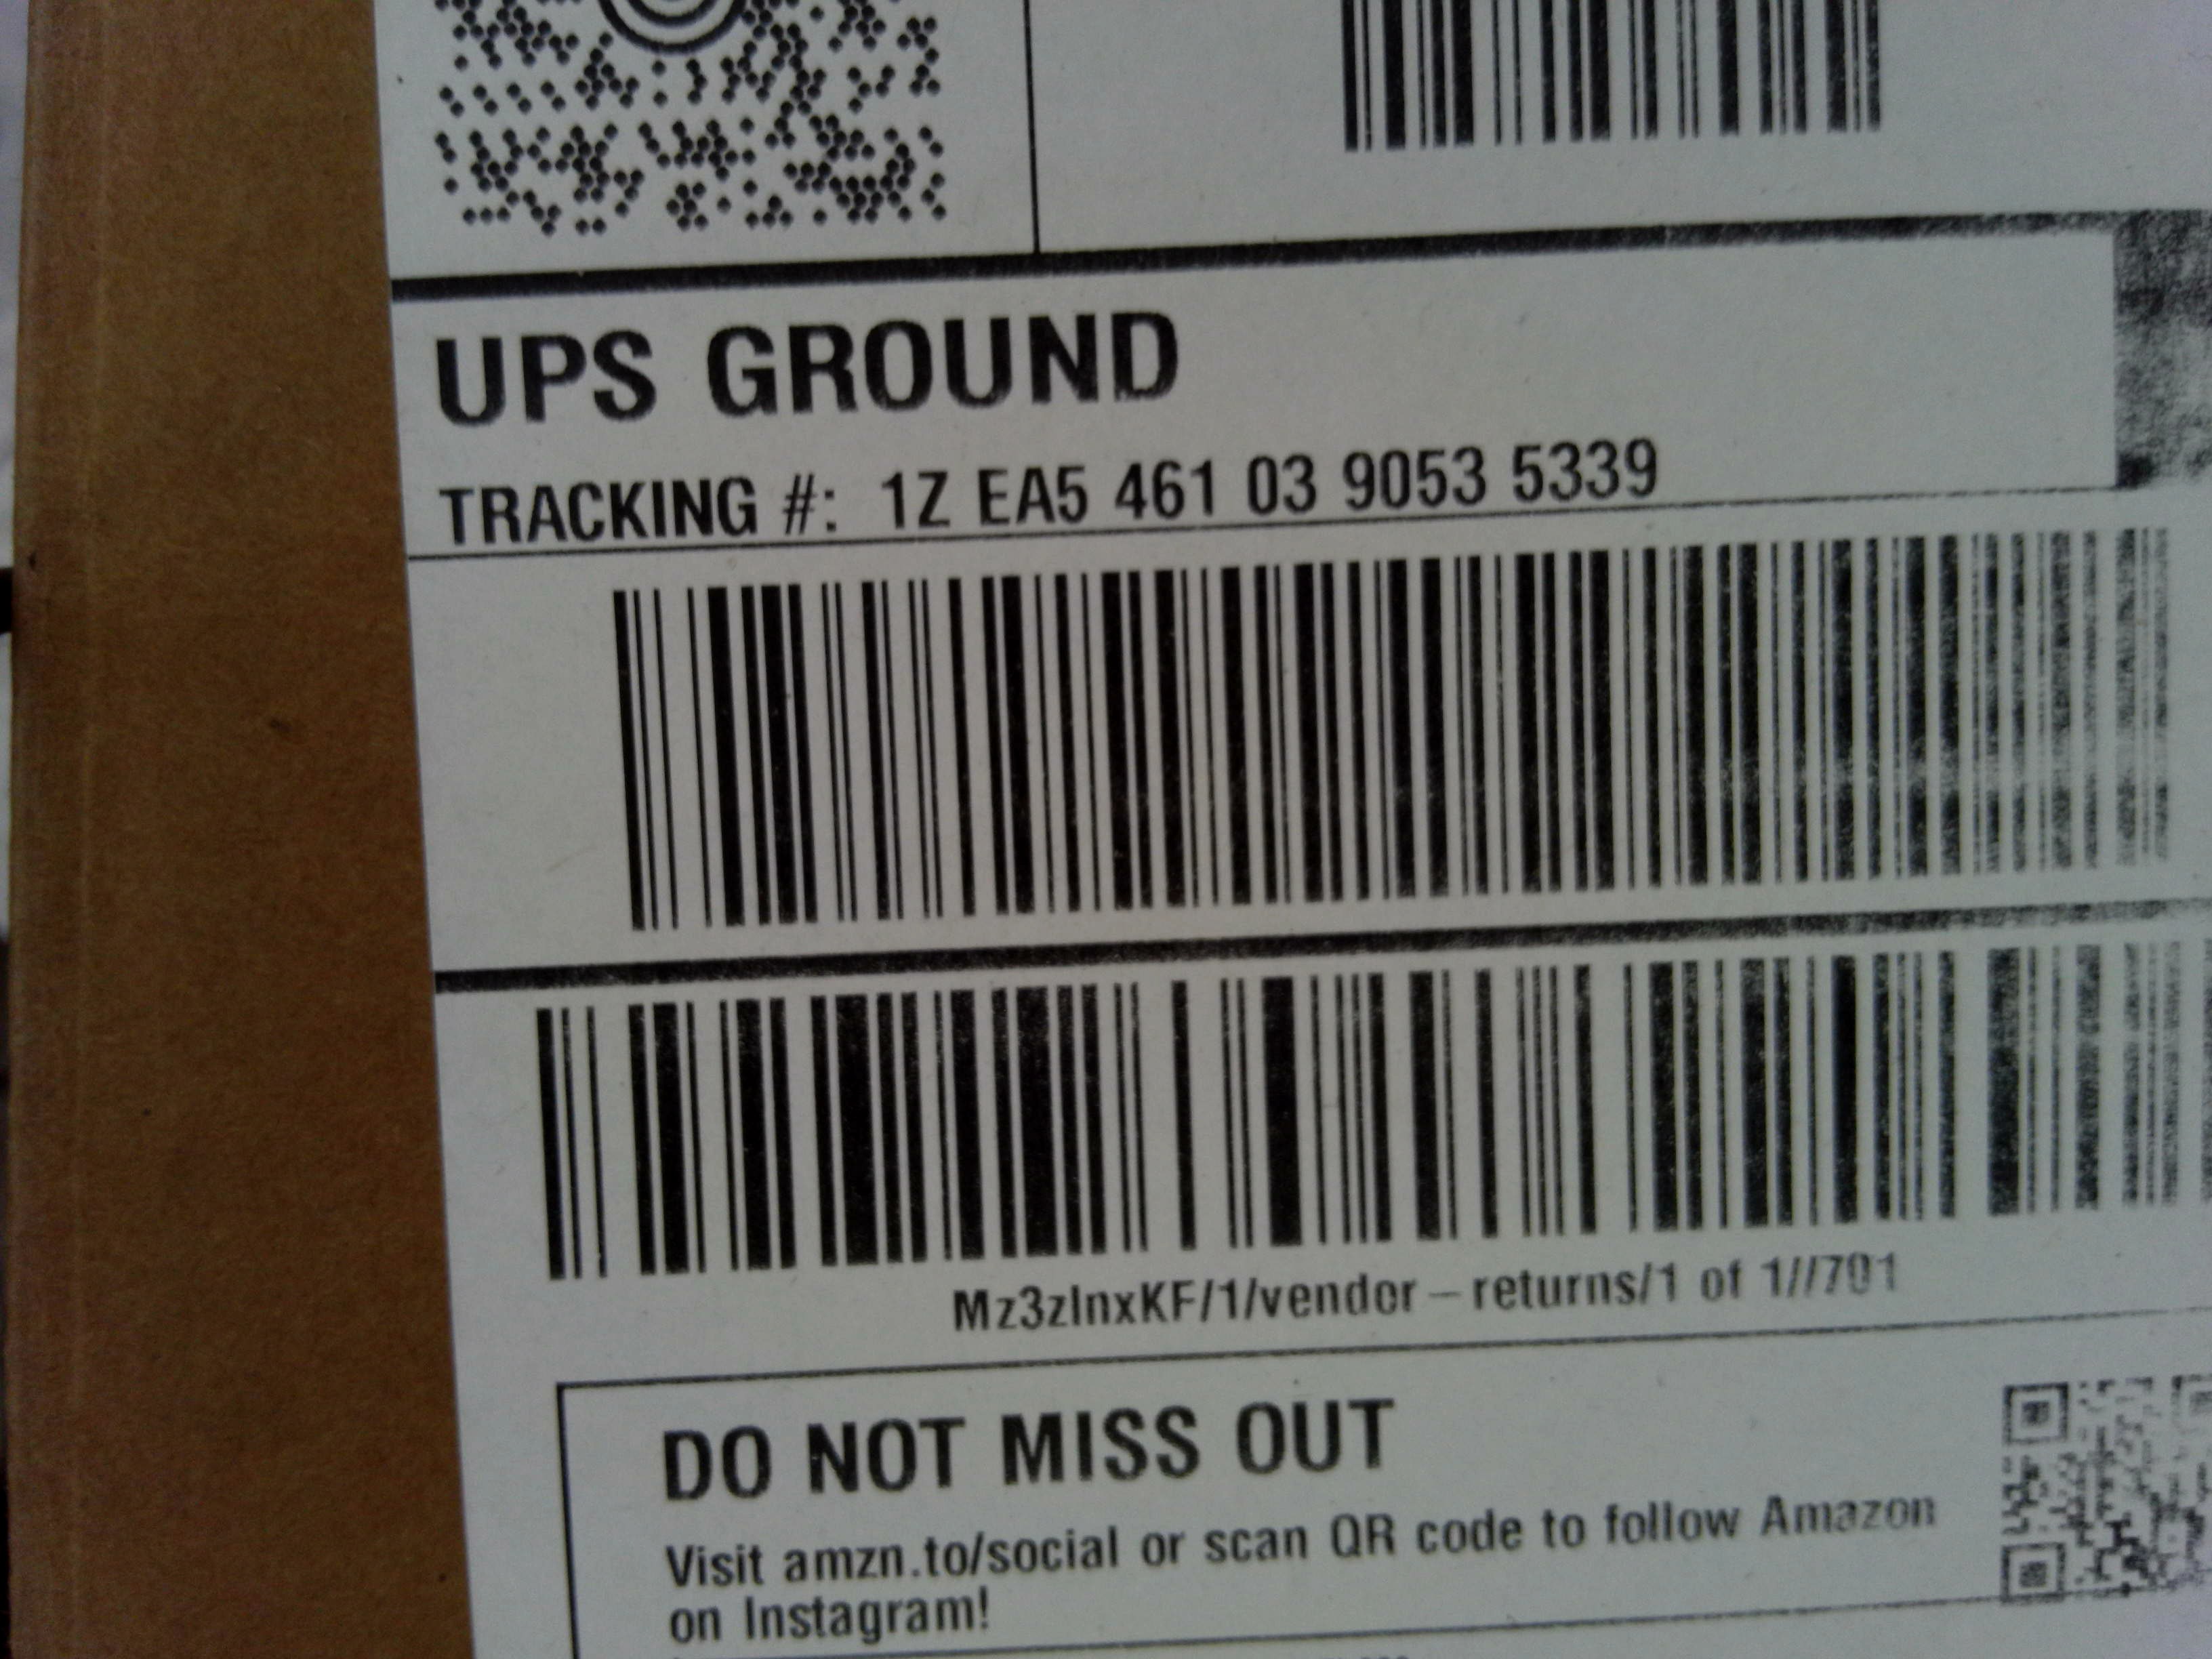 UPS GROUND
TRACKING #: 1Z EA5 461 03 9053 5339
Mz3zlnxKF/1/vendor-returns/1 of 1//701
DO NOT MISS OUT
Visit amzn.to/social or scan QR code to follow Amazon
on Instagram!